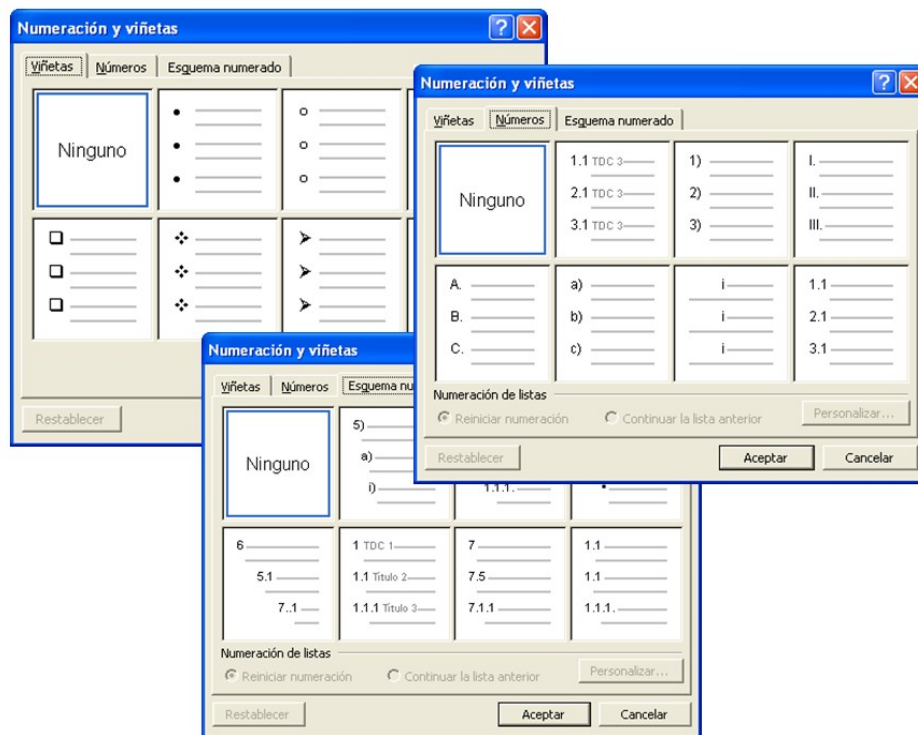 Numeración y viñetas
Viñetas Números Esquema numerado
Ninguno
Restablecer
Numeración y viñetas
Viñetas Números Esquema numerado
Ninguno
1.1 TDC 3
2.1 TDC 3
3.1 TDC 3
1)
2)
3)
I.
II.
III.
A.
B.
C.
a)
b)
c)
i
i
i
1.1
2.1
3.1
Numeración de listas
Reiniciar numeración Continuar la lista anterior Personalizar...
Restablecer Aceptar Cancelar
Numeración y viñetas
Viñetas Números Esquema nu
Ninguno
5)
a)
i)
1.1.1.
6
5.1
7..1
1 TDC 1
1.1 Título 2
1.1.1 Título 3
7
7.5
7.1.1
1.1
1.1
1.1.1.
Numeración de listas
Reiniciar numeración Continuar la lista anterior Personalizar...
Restablecer Aceptar Cancelar